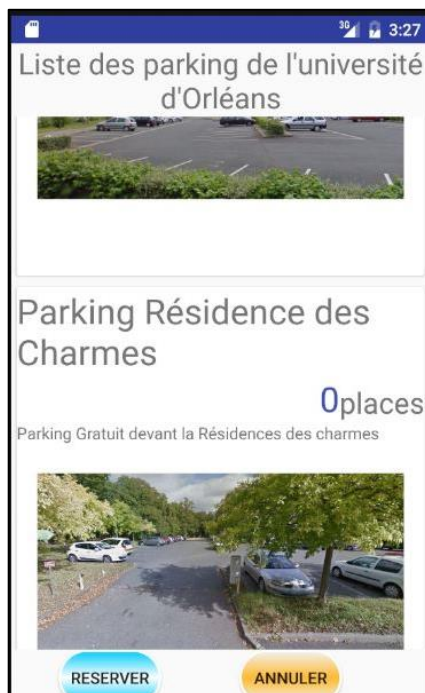 3G 3:27
Liste des parking de l'université
d'Orléans
Parking Résidence des
Charmes
0places
Parking Gratuit devant la Résidences des charmes
RESERVER ANNULER